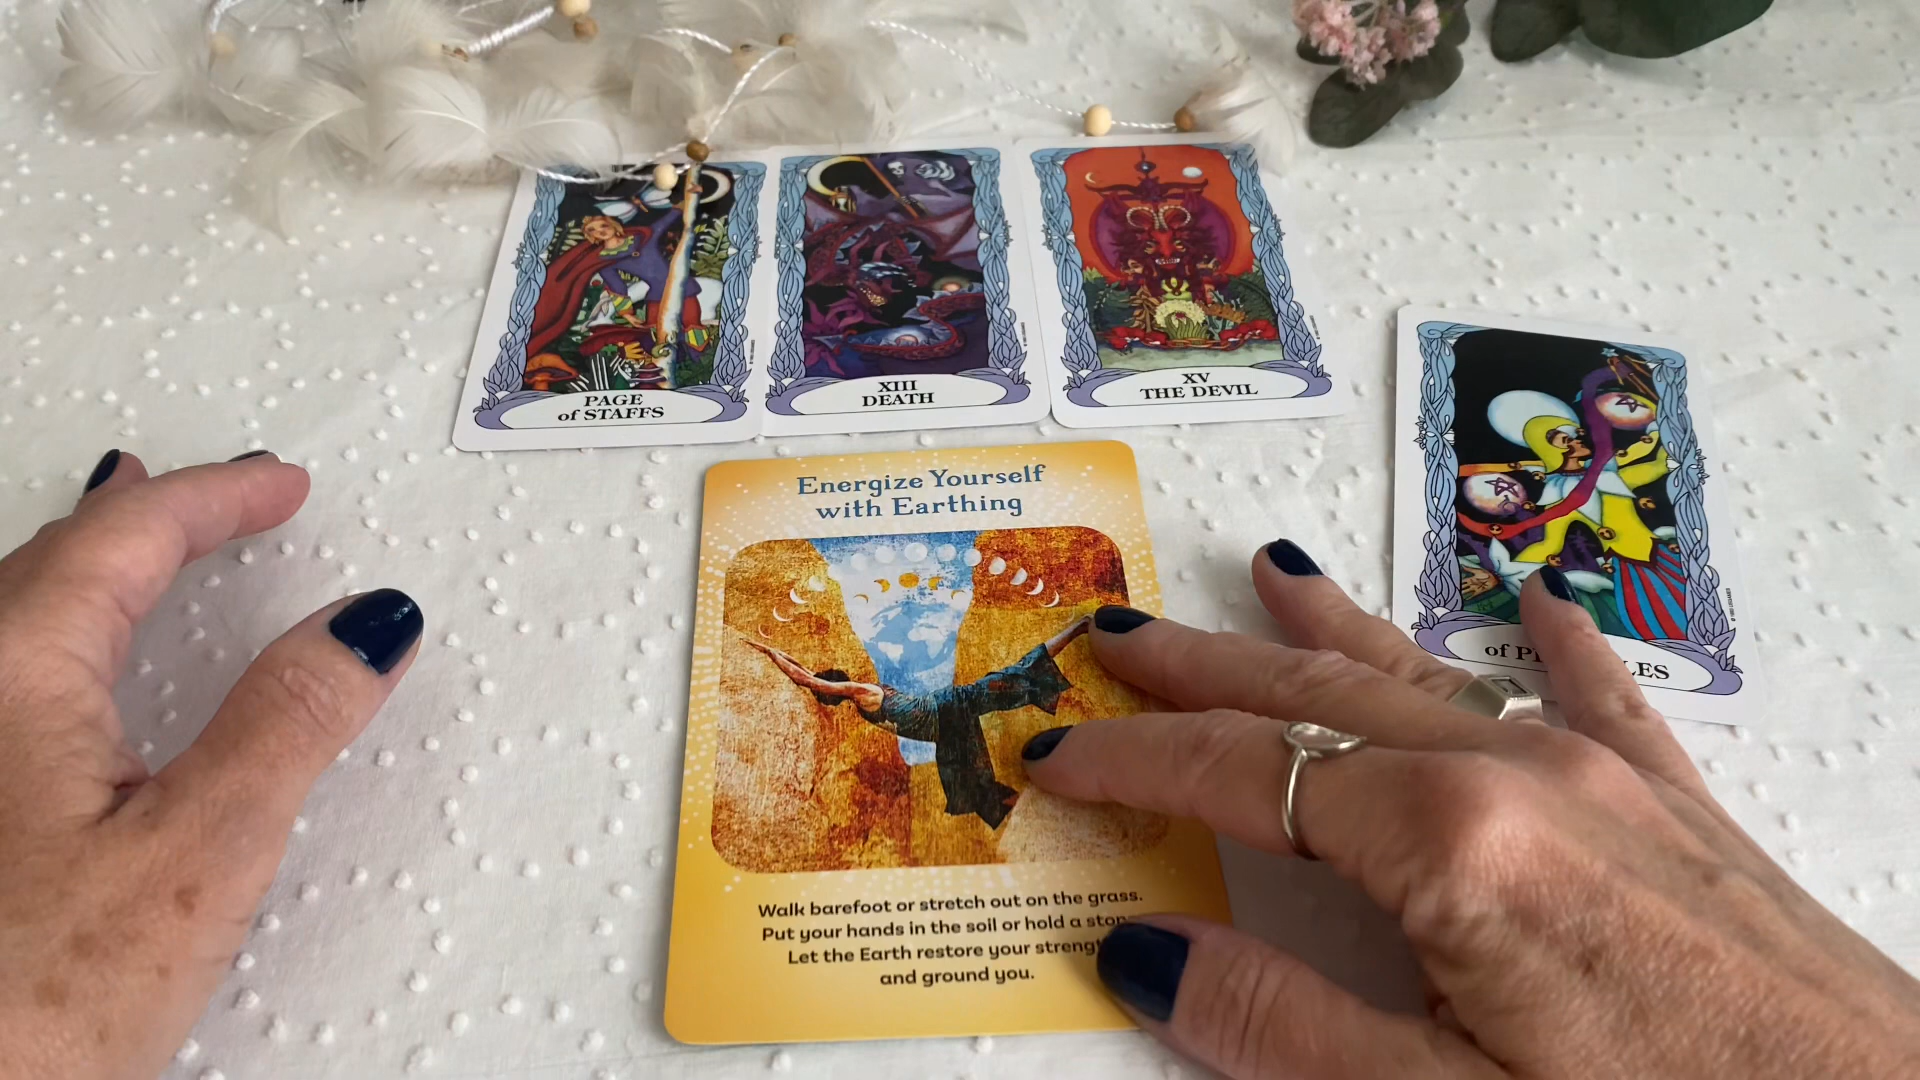 PAGE
of STAFFS
XIII
DEATH
XV
THE DEVIL
Energize Yourself
with Earthing
Walk barefoot or stretch out on the grass.
Put your hands in the soil or hold a
Let the Earth restore your
and ground you.
of